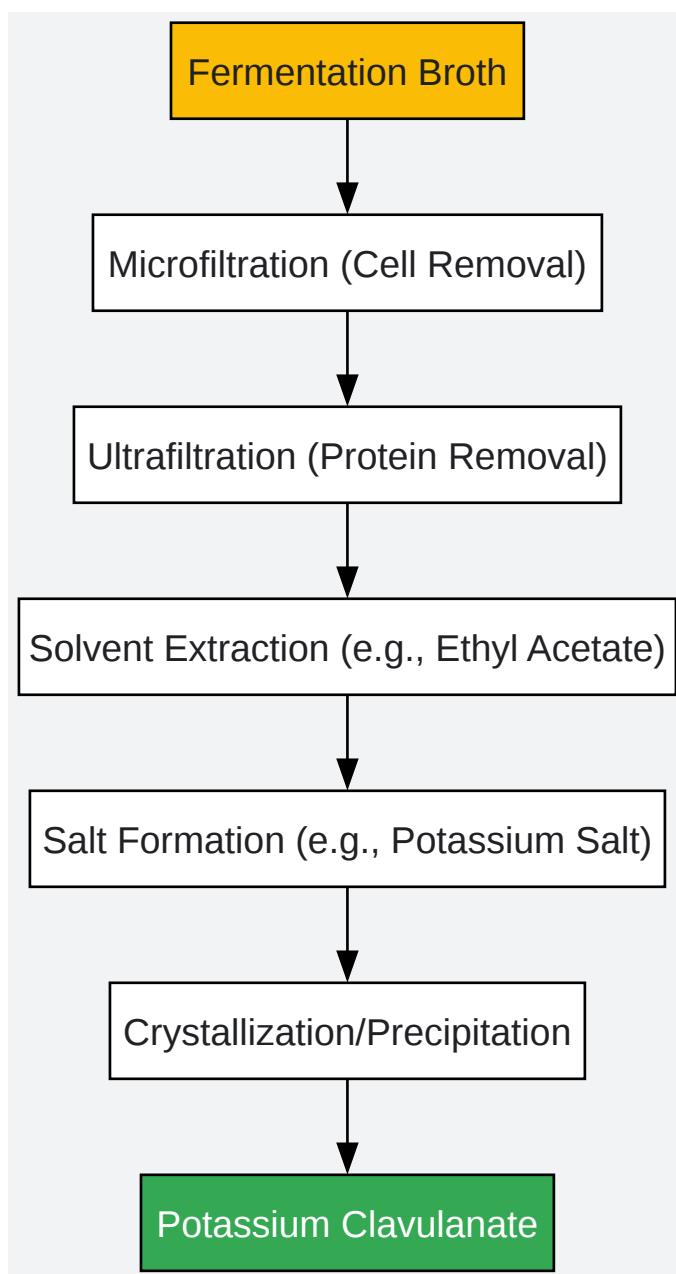 Fermentation Broth
Microfiltration (Cell Removal)
Ultrafiltration (Protein Removal)
Solvent Extraction (e.g., Ethyl Acetate)
Salt Formation (e.g., Potassium Salt)
Crystallization/Precipitation
Potassium Clavulanate